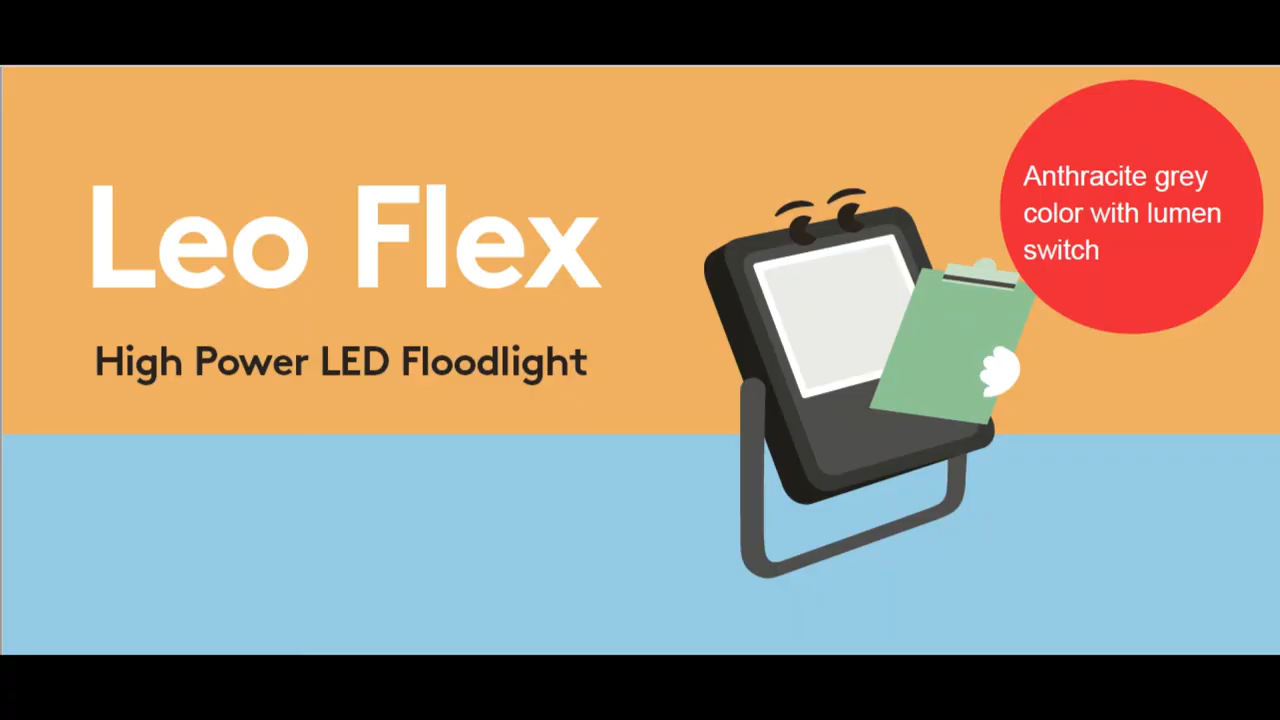 Leo Flex
High Power LED Floodlight
Anthracite grey
color with lumen
switch